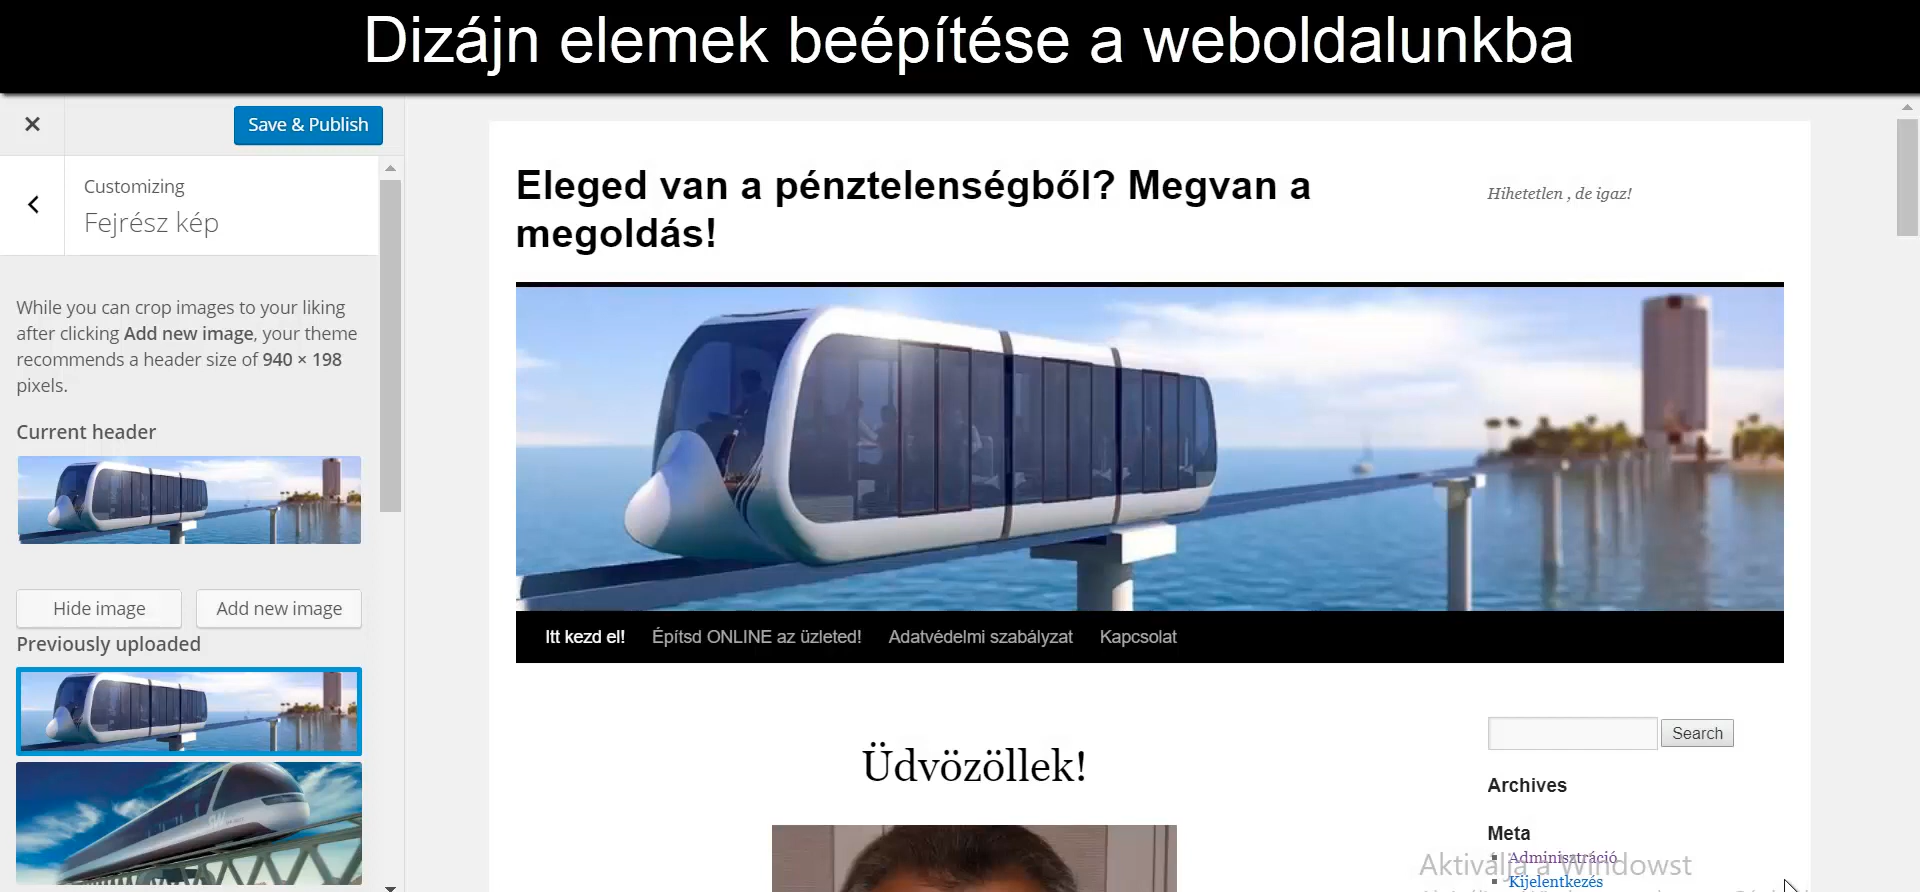 Dizájn elemek beépítése a weboldalunkba
Save & Publish
Customizing
Fejrész kép
While you can crop images to your liking
after clicking Add new image, your theme
recommends a header size of 940 × 198
pixels.
Current header
Hide image
Add new image
Previously uploaded
Eleged van a pénztelenségből? Megvan a
megoldás!
Hihetetlen , de igaz!
Itt kezd el!
Építsd ONLINE az üzleted!
Adatvédelmi szabályzat
Kapcsolat
Üdvözöllek!
Search
Archives
Meta
Adminisztráció
Aktiválja a Windowst
Kijelentkezés